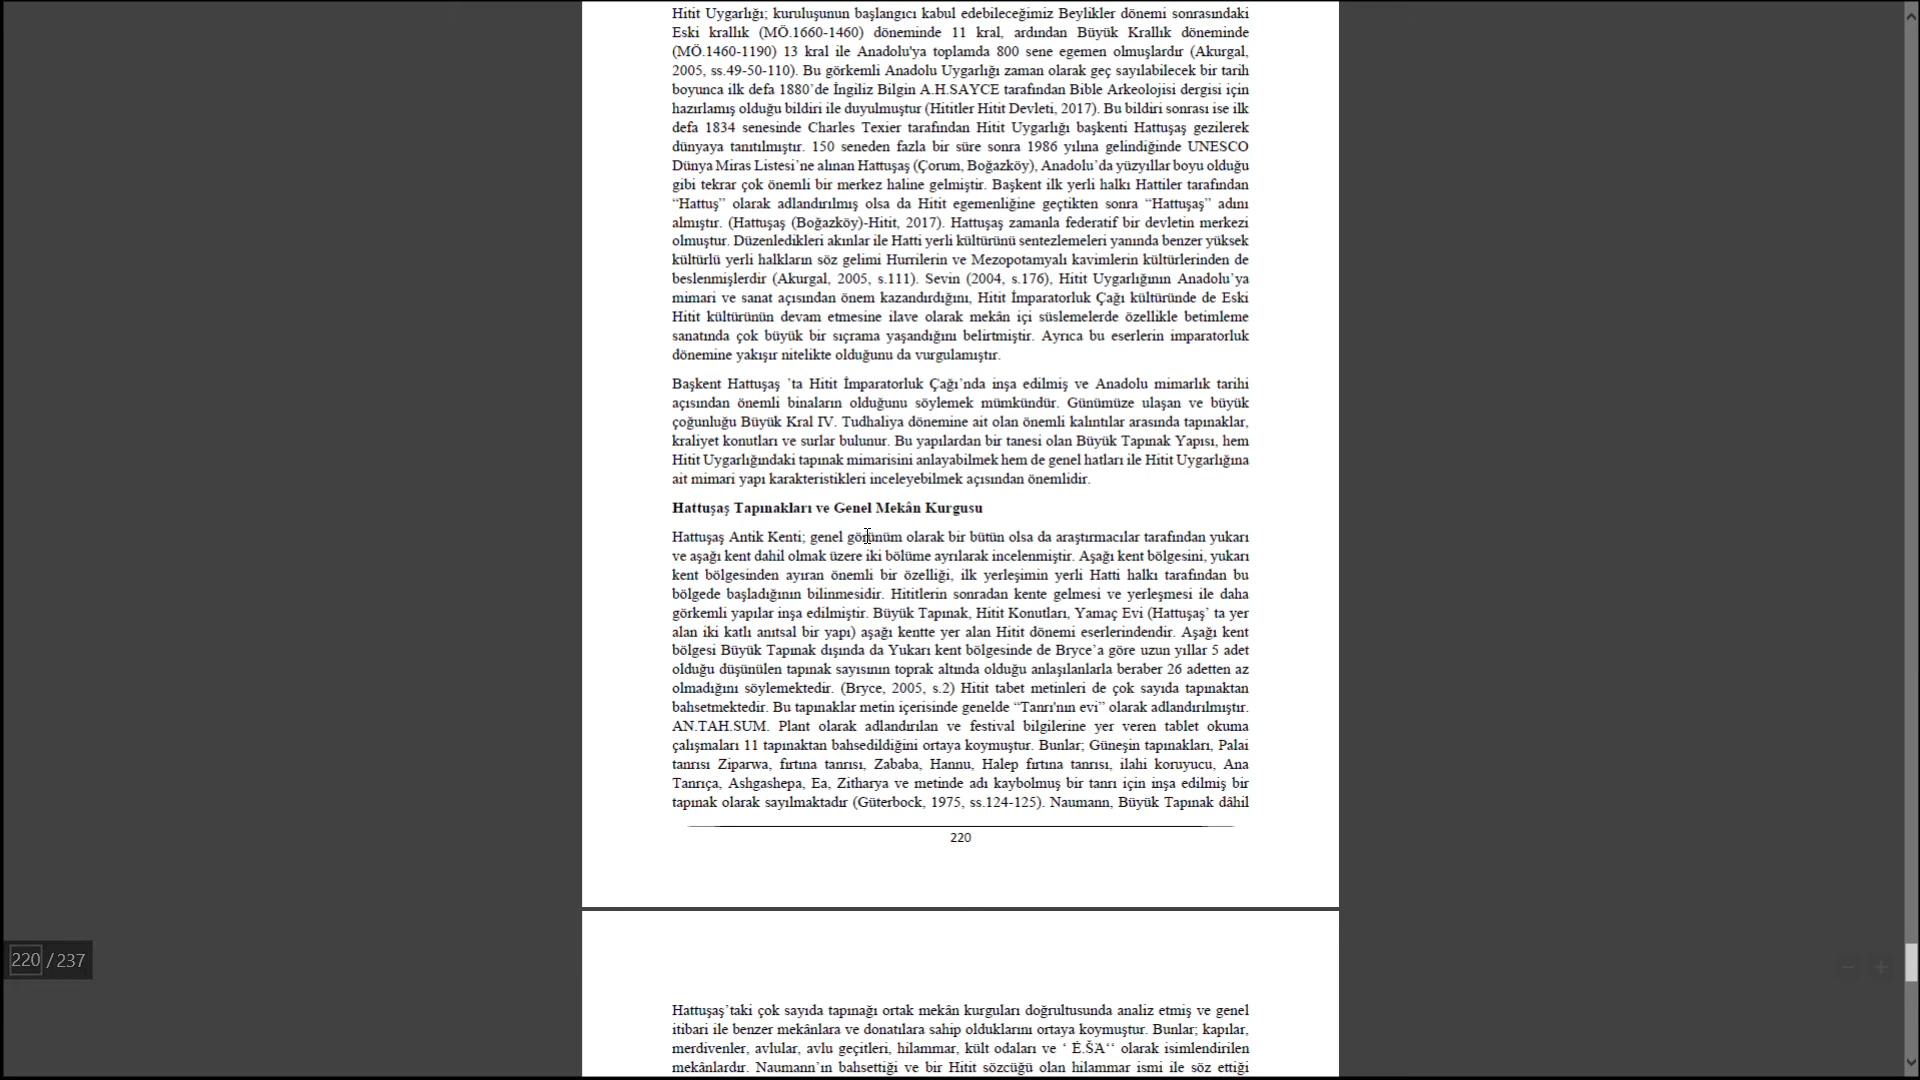 Hitit Uygarlığı; kuruluşunun başlangıcı kabul edebileceğimiz Beylikler dönemi sonrasındaki
Eski krallık (MÖ.1660-1460) döneminde 11 kral, ardından Büyük Krallık döneminde
(MÖ.1460-1190) 13 kral ile Anadolu'ya toplamda 800 sene egemen olmuşlardır (Akurgal,
2005, ss.49-50-110). Bu görkemli Anadolu Uygarlığı zaman olarak geç sayılabilecek bir tarih
boyunca ilk defa 1880’de İngiliz Bilgin A.H.SAYCE tarafından Bible Arkeolojisi dergisi için
hazırlamış olduğu bildiri ile duyulmuştur (Hititler Hitit Devleti, 2017). Bu bildiri sonrası ise ilk
defa 1834 senesinde Charles Texier tarafından Hitit Uygarlığı başkenti Hattuşaş gezilerek
dünyaya tanıtılmıştır. 150 seneden fazla bir süre sonra 1986 yılına gelindiğinde UNESCO
Dünya Miras Listesi’ne alınan Hattuşaş (Çorum, Boğazköy), Anadolu’da yüzyıllar boyu olduğu
gibi tekrar çok önemli bir merkez haline gelmiştir. Başkent ilk yerli halkı Hattiler tarafından
“Hattuş” olarak adlandırılmış olsa da Hitit egemenliğine geçtikten sonra “Hattuşaş” adını
almıştır. (Hattuşaş (Boğazköy)-Hitit, 2017). Hattuşaş zamanla federatif bir devletin merkezi
olmuştur. Düzenledikleri akınlar ile Hatti yerli kültürünü sentezlemeleri yanında benzer yüksek
kültürlü yerli halkların söz gelimi Hurrilerin ve Mezopotamyalı kavimlerin kültürlerinden de
beslenmişlerdir (Akurgal, 2005, s.111). Sevin (2004, s.176), Hitit Uygarlığının Anadolu’ya
mimari ve sanat açısından önem kazandırdığını, Hitit İmparatorluk Çağı kültüründe de Eski
Hitit kültürünün devam etmesine ilave olarak mekân içi süslemelerde özellikle betimleme
sanatında çok büyük bir sıçrama yaşandığını belirtmiştir. Ayrıca bu eserlerin imparatorluk
dönemine yakışır nitelikte olduğunu da vurgulamıştır.
Başkent Hattuşaş ’ta Hitit İmparatorluk Çağı’nda inşa edilmiş ve Anadolu mimarlık tarihi
açısından önemli binaların olduğunu söylemek mümkündür. Günümüze ulaşan ve büyük
çoğunluğu Büyük Kral IV. Tudhaliya dönemine ait olan önemli kalıntılar arasında tapınaklar,
kraliyet konutları ve surlar bulunur. Bu yapılardan bir tanesi olan Büyük Tapınak Yapısı, hem
Hitit Uygarlığındaki tapınak mimarisini anlayabilmek hem de genel hatları ile Hitit Uygarlığına
ait mimari yapı karakteristikleri inceleyebilmek açısından önemlidir.
Hattuşaş Tapınakları ve Genel Mekân Kurgusu
Hattuşaş Antik Kenti; genel görünüm olarak bir bütün olsa da araştırmacılar tarafından yukarı
ve aşağı kent dahil olmak üzere iki bölüme ayrılarak incelenmiştir. Aşağı kent bölgesini, yukarı
kent bölgesinden ayıran önemli bir özelliği, ilk yerleşimin yerli Hatti halkı tarafından bu
bölgede başladığının bilinmesidir. Hititlerin sonradan kente gelmesi ve yerleşmesi ile daha
görkemli yapılar inşa edilmiştir. Büyük Tapınak, Hitit Konutları, Yamaç Evi (Hattuşaş’ ta yer
alan iki katlı anıtsal bir yapı) aşağı kentte yer alan Hitit dönemi eserlerindendir. Aşağı kent
bölgesi Büyük Tapınak dışında da Yukarı kent bölgesinde de Bryce’a göre uzun yıllar 5 adet
olduğu düşünülen tapınak sayısının toprak altında olduğu anlaşılanlarla beraber 26 adetten az
olmadığını söylemektedir. (Bryce, 2005, s.2) Hitit tabet metinleri de çok sayıda tapınaktan
bahsetmektedir. Bu tapınaklar metin içerisinde genelde “Tanrı'nın evi” olarak adlandırılmıştır.
AN.TAH.SUM. Plant olarak adlandırılan ve festival bilgilerine yer veren tablet okuma
çalışmaları 11 tapınaktan bahsedildiğini ortaya koymuştur. Bunlar; Güneşin tapınakları, Palai
tanrısı Ziparwa, fırtına tanrısı, Zababa, Hannu, Halep fırtına tanrısı, ilahi koruyucu, Ana
Tanrıça, Ashgashepa, Ea, Zitharya ve metinde adı kaybolmuş bir tanrı için inşa edilmiş bir
tapınak olarak sayılmaktadır (Güterbock, 1975, ss.124-125). Naumann, Büyük Tapınak dâhil
220
220 / 237
Hattuşaş’taki çok sayıda tapınağı ortak mekân kurguları doğrultusunda analiz etmiş ve genel
itibari ile benzer mekânlara ve donatılara sahip olduklarını ortaya koymuştur. Bunlar; kapılar,
merdivenler, avlular, avlu geçitleri, hilammar, kült odaları ve ‘ É.ŠA‘‘ olarak isimlendirilen
mekânlardır. Naumann’ın bahsettiği ve bir Hitit sözcüğü olan hilammar ismi ile söz ettiği